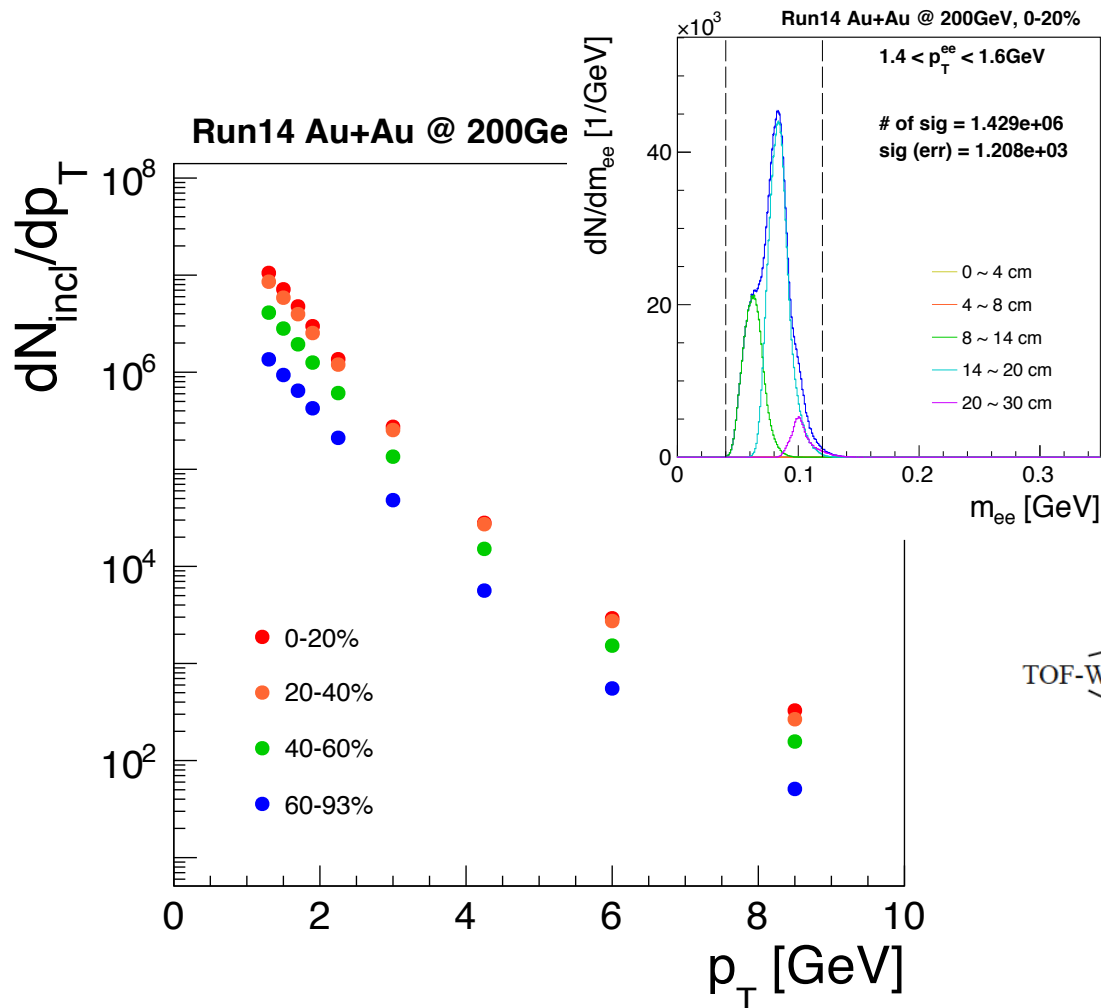 Run14 Au+Au @ 200Ge
dN_incl/dp_T
10^8
10^6
10^4
10^2
0-20%
20-40%
40-60%
60-93%
0 2 4 6 8 10
p_T [GeV]
Run14 Au+Au @ 200GeV, 0-20%
×10^3
dN/dm_ee [1/GeV]
1.4 < p_T^ee < 1.6GeV
# of sig = 1.429e+06
sig (err) = 1.208e+03
40
20
0
0 ~ 4 cm
4 ~ 8 cm
8 ~ 14 cm
14 ~ 20 cm
20 ~ 30 cm
0 0.1 0.2 0.3
m_ee [GeV]
TOF-W